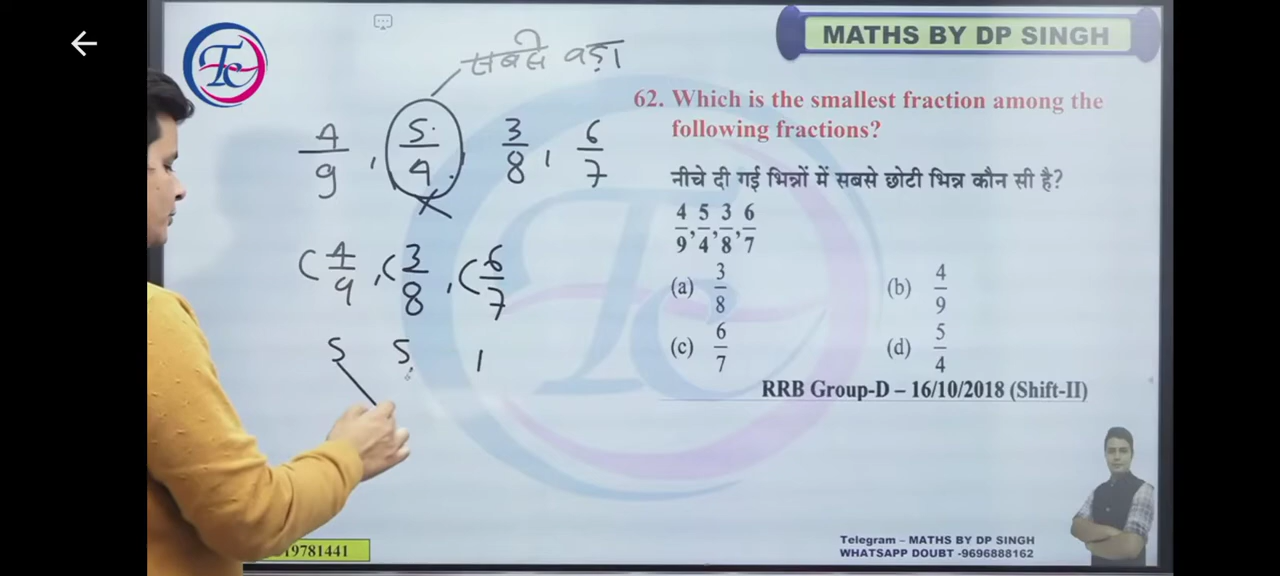 Tc
MATHS BY DP SINGH
सबसे बड़ा
62. Which is the smallest fraction among the
following fractions?
4/9, 5/4, 3/8, 6/7
नीचे दी गई भिन्नों में सबसे छोटी भिन्न कौन सी है?
4/9, 5/4, 3/8, 6/7
(4/9, (3/8, (6/7
(a) 3/8 (b) 4/9
5 5 1
(c) 6/7 (d) 5/4
RRB Group-D – 16/10/2018 (Shift-II)
9781441
Telegram – MATHS BY DP SINGH
WHATSAPP DOUBT -9696888162